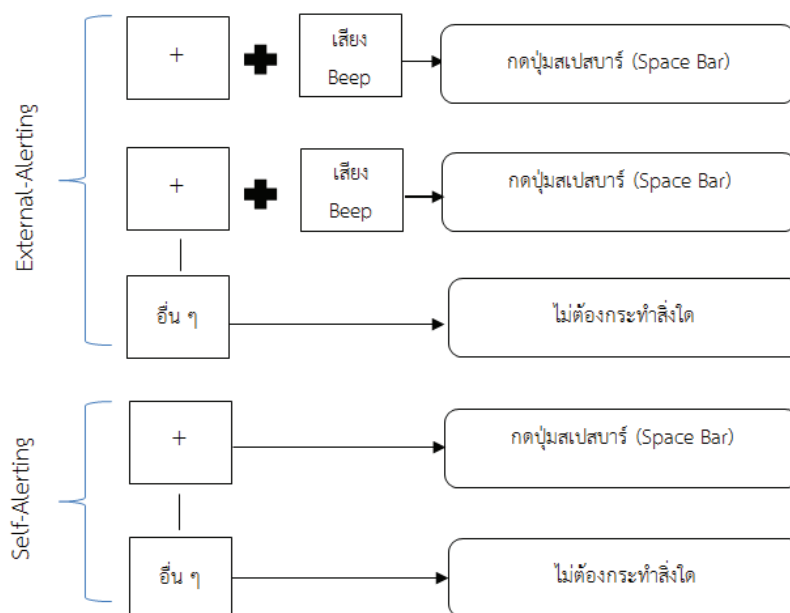 External-Alerting
+
เสียง
Beep
กดปุ่มสเปสบาร์ (Space Bar)
+
เสียง
Beep
กดปุ่มสเปสบาร์ (Space Bar)
อื่น ๆ
ไม่ต้องกระทำสิ่งใด
Self-Alerting
+
กดปุ่มสเปสบาร์ (Space Bar)
อื่น ๆ
ไม่ต้องกระทำสิ่งใด